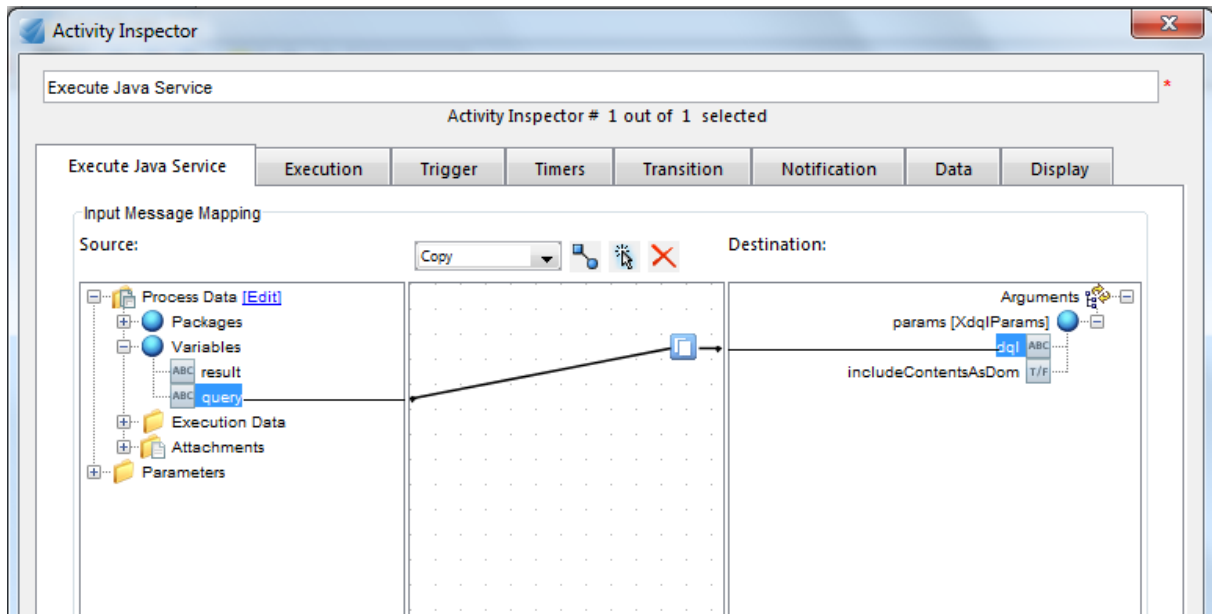 Activity Inspector
X
Execute Java Service *
Activity Inspector # 1 out of 1 selected
Execute Java Service Execution Trigger Timers Transition Notification Data Display
Input Message Mapping
Source: Copy Destination:
Process Data [Edit] Arguments
Packages params [XdqlParams]
Variables dql ABC
ABC result includeContentsAsDom T/F
ABC query
Execution Data
Attachments
Parameters